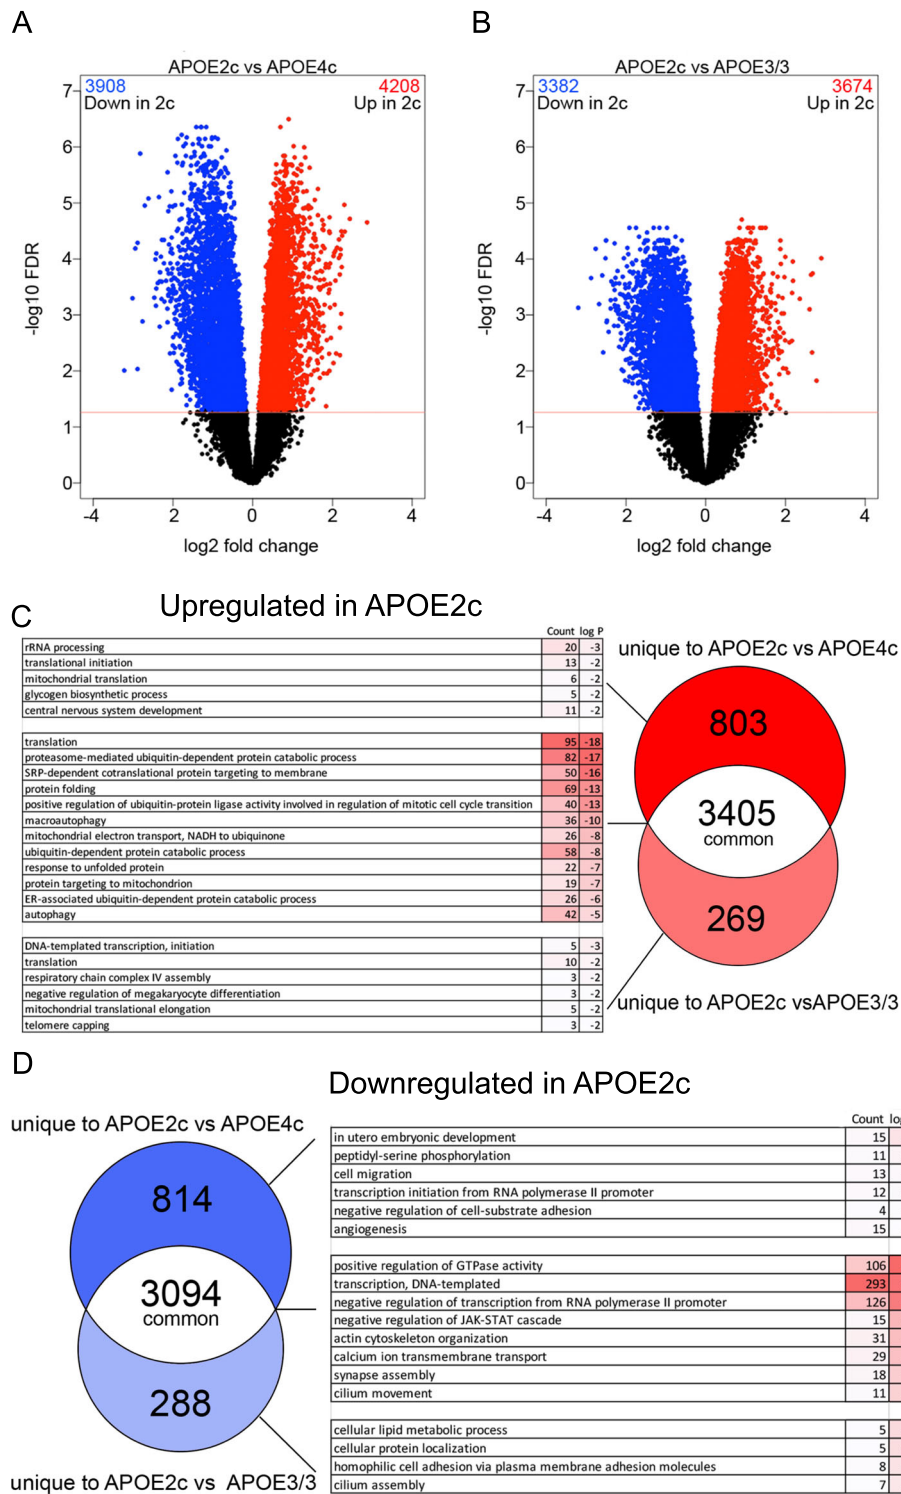 A
B
APOE2c vs APOE4c
APOE2c vs APOE3/3
3908
4208
Down in 2c
Up in 2c
3382
3674
Down in 2c
Up in 2c
7
6
5
4
3
2
1
0
-log10 FDR
-4
2
0
2
4
log2 fold change
7
6
5
4
3
2
1
0
-log10 FDR
-4
2
0
2
4
log2 fold change
C
Upregulated in APOE2c
Count log P
rRNA processing 20 -3
translational initiation 13 -2
mitochondrial translation 6 -2
glycogen biosynthetic process 5 -2
central nervous system development 11 -2
translation 95 -18
proteasome-mediated ubiquitin-dependent protein catabolic process 82 -17
SRP-dependent cotranslational protein targeting to membrane 50 -16
protein folding 69 -13
positive regulation of ubiquitin-protein ligase activity involved in regulation of mitotic cell cycle transition 40 -13
macroautophagy 36 -10
mitochondrial electron transport, NADH to ubiquinone 26 -8
ubiquitin-dependent protein catabolic process 58 -8
response to unfolded protein 22 -7
protein targeting to mitochondrion 19 -7
ER-associated ubiquitin-dependent protein catabolic process 26 -6
autophagy 42 -5
DNA-templated transcription, initiation 5 -3
translation 10 -2
respiratory chain complex IV assembly 3 -2
negative regulation of megakaryocyte differentiation 3 -2
mitochondrial translational elongation 5 -2
telomere capping 3 -2
unique to APOE2c vs APOE4c
803
3405
common
269
unique to APOE2c vsAPOE3/3
D
Downregulated in APOE2c
unique to APOE2c vs APOE4c
814
3094
common
288
unique to APOE2c vs APOE3/3
Count
in utero embryonic development 15
peptidyl-serine phosphorylation 11
cell migration 13
transcription initiation from RNA polymerase II promoter 12
negative regulation of cell-substrate adhesion 4
angiogenesis 15
positive regulation of GTPase activity 106
transcription, DNA-templated 293
negative regulation of transcription from RNA polymerase II promoter 126
negative regulation of JAK-STAT cascade 15
actin cytoskeleton organization 31
calcium ion transmembrane transport 29
synapse assembly 18
cilium movement 11
cellular lipid metabolic process 5
cellular protein localization 5
homophilic cell adhesion via plasma membrane adhesion molecules 8
cilium assembly 7